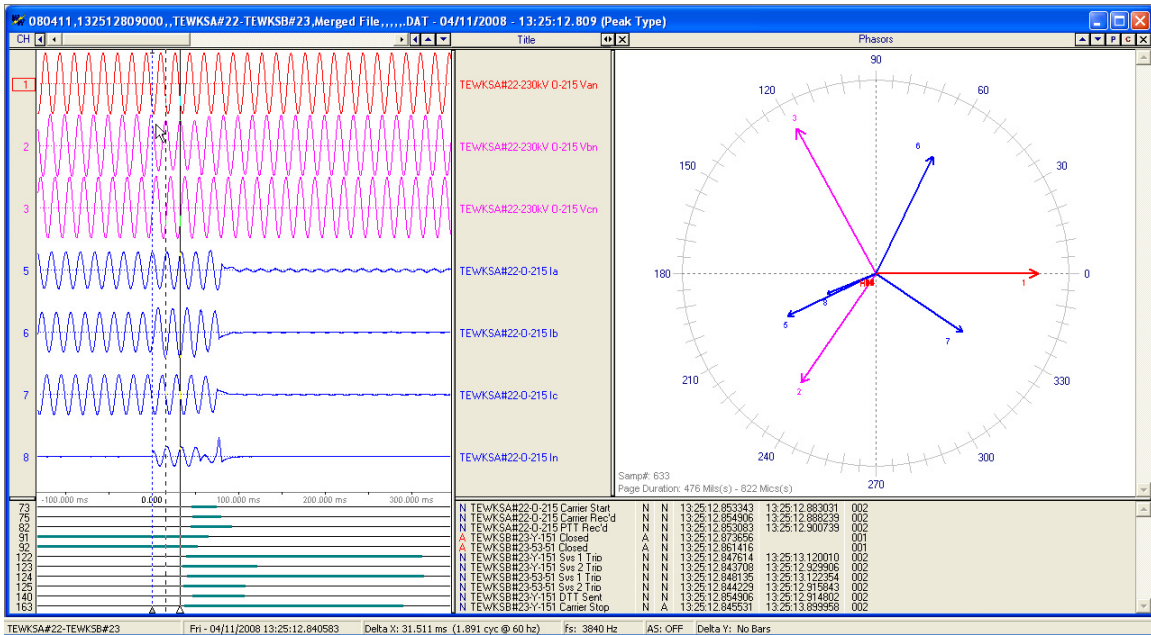 080411,132512809000,,TEWKSA#22-TEWKSB#23,Merged File,,,,,.DAT - 04/11/2008 - 13:25:12.809 (Peak Type)
CH Title Phasors P C
1 TEWKSA#22-230kV O-215 Van
2 TEWKSA#22-230kV O-215 Vbn
3 TEWKSA#22-230kV O-215 Vcn
5 TEWKSA#22-O-215 Ia
6 TEWKSA#22-O-215 Ib
7 TEWKSA#22-O-215 Ic
8 TEWKSA#22-O-215 In
-100.000 ms 0.000 100.000 ms 200.000 ms 300.000 ms
90
120 60
3
6
150 30
180 0
1
8
5
7
2
210 330
240 300
270
Samp#: 633
Page Duration: 476 Mils(s) - 822 Mics(s)
73 N TEWKSA#22-O-215 Carrier Start N N 13:25:12.853343 13:25:12.883031 002
75 N TEWKSA#22-O-215 Carrier Rec'd N N 13:25:12.854906 13:25:12.888239 002
82 N TEWKSA#22-O-215 PTT Rec'd N N 13:25:12.853083 13:25:12.900739 002
91 A TEWKSB#23-Y-151 Closed A N 13:25:12.873656 001
92 A TEWKSB#23-53-51 Closed A N 13:25:12.861416 001
122 N TEWKSB#23-Y-151 Sys 1 Trip N N 13:25:12.847614 13:25:13.120010 002
123 N TEWKSB#23-Y-151 Sys 2 Trip N N 13:25:12.843708 13:25:12.929906 002
124 N TEWKSB#23-53-51 Sys 1 Trip N N 13:25:12.848135 13:25:13.122354 002
125 N TEWKSB#23-53-51 Sys 2 Trip N N 13:25:12.844229 13:25:12.915843 002
140 N TEWKSB#23-Y-151 DTT Sent N N 13:25:12.854906 13:25:12.914802 002
163 N TEWKSB#23-Y-151 Carrier Stop N A 13:25:12.845531 13:25:13.899958 002
TEWKSA#22-TEWKSB#23 Fri - 04/11/2008 13:25:12.840583 Delta X: 31.511 ms (1.891 cyc @ 60 hz) fs: 3840 Hz AS: OFF Delta Y: No Bars